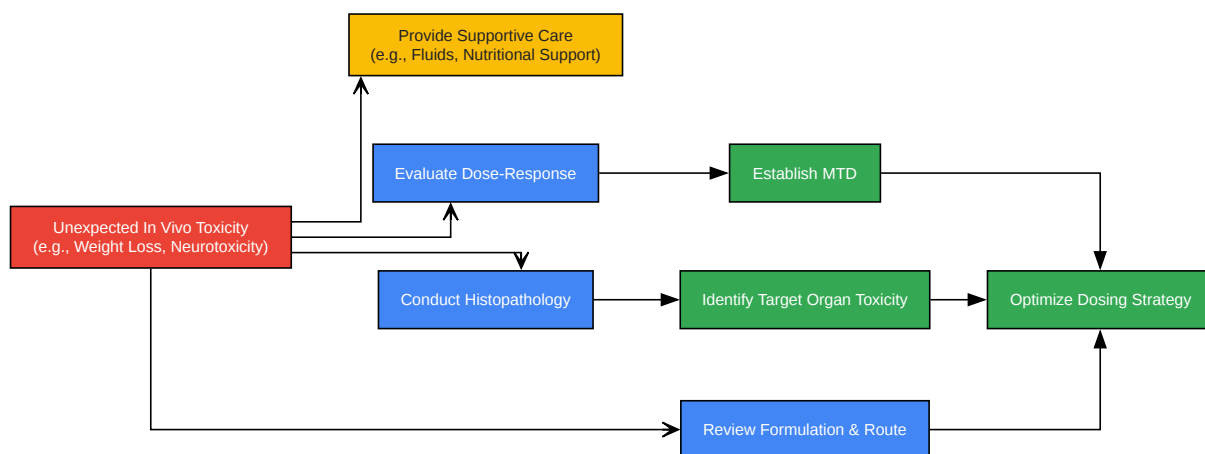 Provide Supportive Care
(e.g., Fluids, Nutritional Support)
Evaluate Dose-Response
Establish MTD
Unexpected In Vivo Toxicity
(e.g., Weight Loss, Neurotoxicity)
Conduct Histopathology
Identify Target Organ Toxicity
Optimize Dosing Strategy
Review Formulation & Route